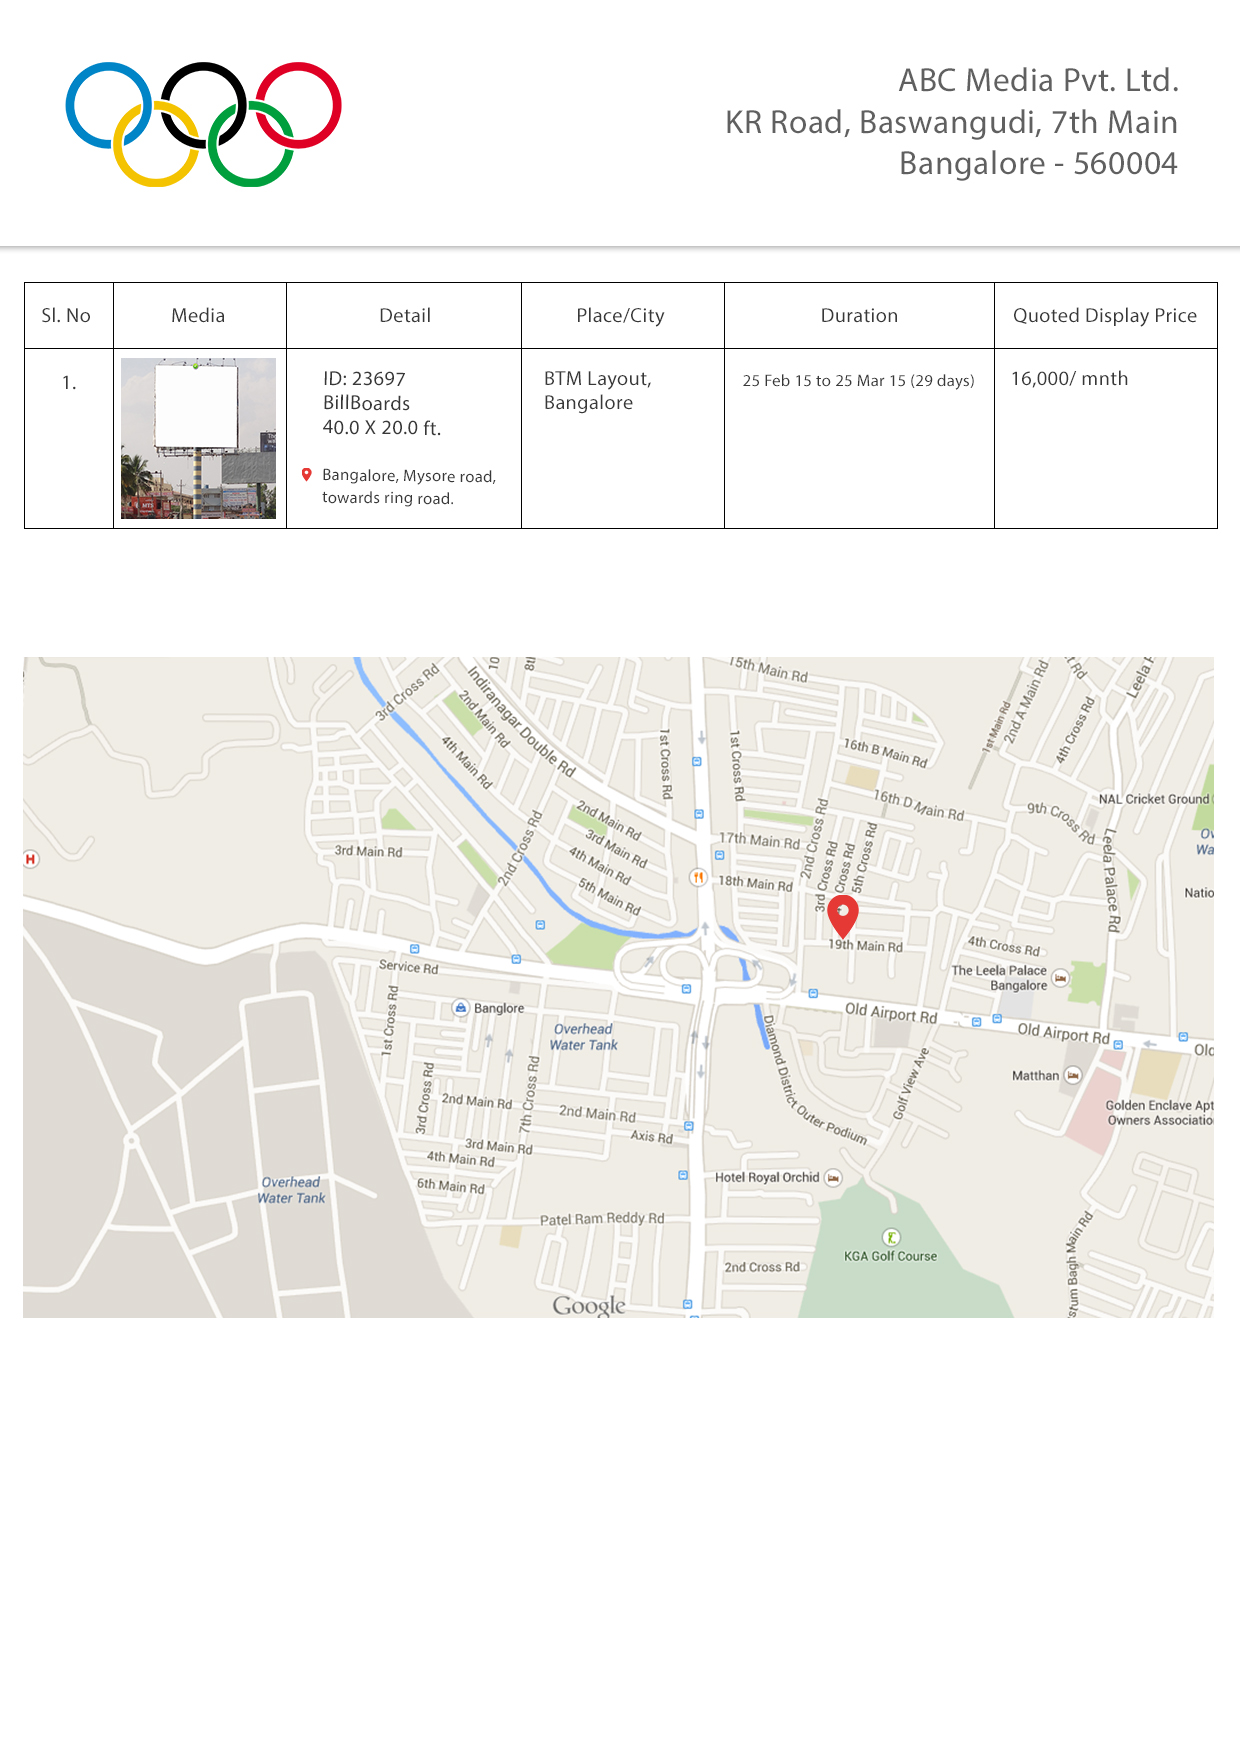 ABC Media Pvt. Ltd.
KR Road, Baswangudi, 7th Main
Bangalore - 560004
Sl. No
Media
Detail
Place/City
Duration
Quoted Display Price
1.
MTS
ID: 23697
BillBoards
40.0 X 20.0 ft.
Bangalore, Mysore road,
towards ring road.
BTM Layout,
Bangalore
25 Feb 15 to 25 Mar 15 (29 days)
16,000/ mnth
3rd Cross Rd
10
8th
Indiranagar Double Rd
2nd Main Rd
4th Main Rd
15th Main Rd
1st Cross Rd
1st Cross Rd
16th B Main Rd
1st Main Rd
2nd A Main Rd
rt Rd
4th Cross Rd
Leela P
16th D Main Rd
9th Cross Rd
NAL Cricket Ground
Ov
Wa
Leela Palace Rd
Natio
2nd Main Rd
3rd Main Rd
4th Main Rd
5th Main Rd
2nd Cross Rd
3rd Main Rd
H
17th Main Rd
18th Main Rd
2nd Cross Rd
3rd Cross Rd
Cross Rd
5th Cross Rd
19th Main Rd
4th Cross Rd
The Leela Palace
Bangalore
Service Rd
1st Cross Rd
Banglore
Overhead
Water Tank
Old Airport Rd
Old Airport Rd
Old
Diamond District Outer Podium
Golf View Ave
Matthan
Golden Enclave Apt
Owners Associatio
3rd Cross Rd
7th Cross Rd
2nd Main Rd
2nd Main Rd
Axis Rd
3rd Main Rd
4th Main Rd
6th Main Rd
Overhead
Water Tank
Hotel Royal Orchid
Patel Ram Reddy Rd
KGA Golf Course
2nd Cross Rd
stum Bagh Main Rd
Google